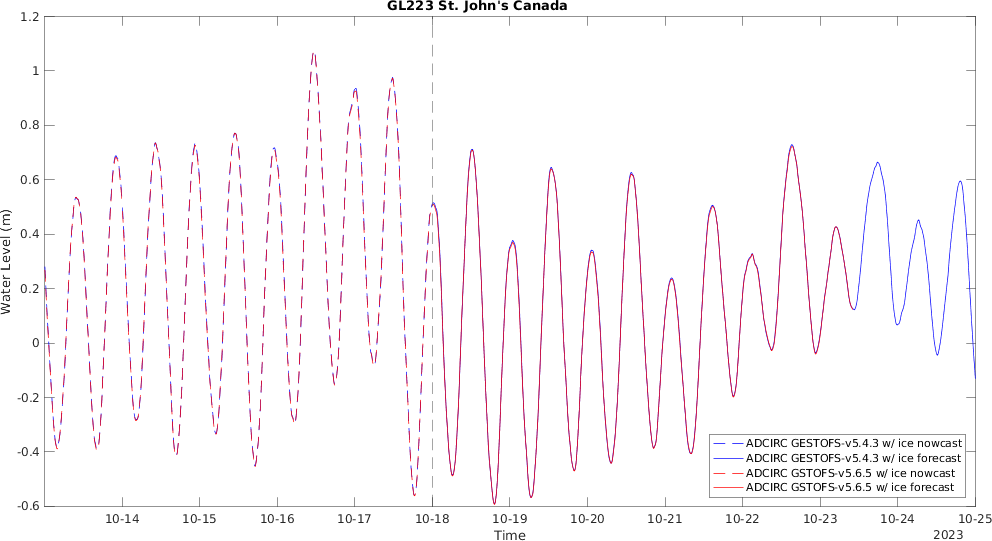 GL223 St. John's Canada
1.2
1
0.8
0.6
0.4
0.2
0
-0.2
-0.4
-0.6
Water Level (m)
ADCIRC GESTOFS-v5.4.3 w/ ice nowcast
ADCIRC GESTOFS-v5.4.3 w/ ice forecast
ADCIRC GSTOFS-v5.6.5 w/ ice nowcast
ADCIRC GSTOFS-v5.6.5 w/ ice forecast
10-14 10-15 10-16 10-17 10-18 10-19 10-20 10-21 10-22 10-23 10-24 10-25
Time
2023